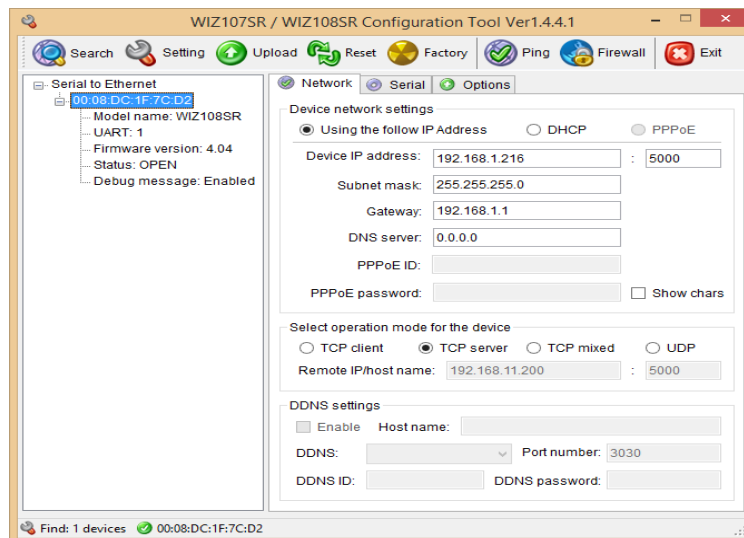 WIZ107SR / WIZ108SR Configuration Tool Ver1.4.4.1
Search Setting Upload Reset Factory Ping Firewall Exit
Serial to Ethernet
00:08:DC:1F:7C:D2
Model name: WIZ108SR
UART: 1
Firmware version: 4.04
Status: OPEN
Debug message: Enabled
Network Serial Options
Device network settings
Using the follow IP Address DHCP PPPoE
Device IP address: 192.168.1.216 : 5000
Subnet mask: 255.255.255.0
Gateway: 192.168.1.1
DNS server: 0.0.0.0
PPPoE ID:
PPPoE password: Show chars
Select operation mode for the device
TCP client TCP server TCP mixed UDP
Remote IP/host name: 192.168.11.200 : 5000
DDNS settings
Enable Host name:
DDNS: Port number: 3030
DDNS ID: DDNS password:
Find: 1 devices 00:08:DC:1F:7C:D2